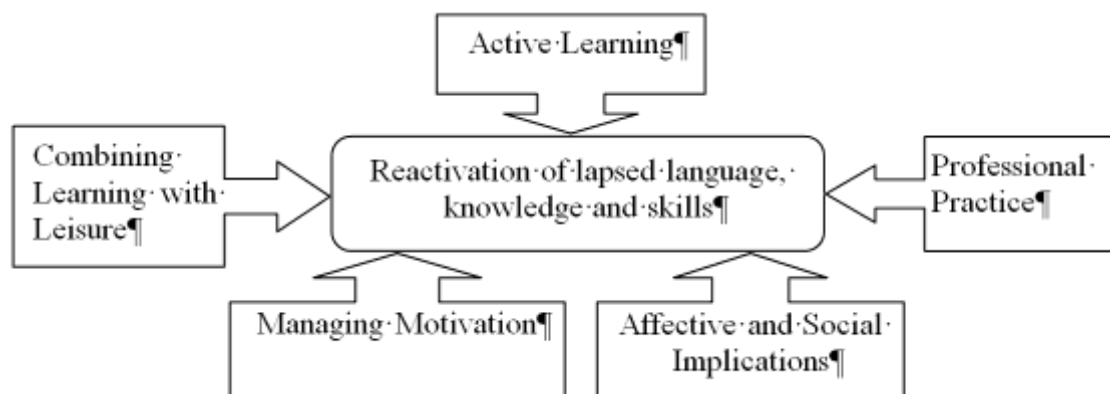 Active·Learning¶
Combining·
Learning·with·
Leisure¶
Reactivation·of·lapsed·language,·
knowledge·and·skills¶
Professional·
Practice¶
Managing·Motivation¶
Affective·and·Social·
Implications¶